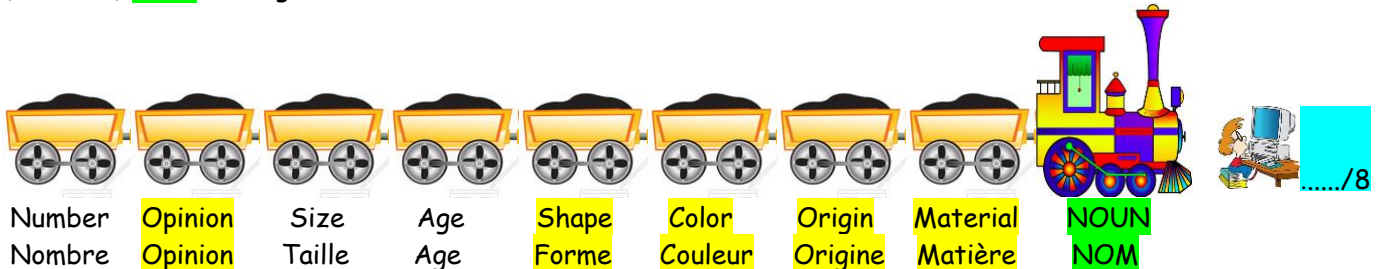 ....../8
Number Opinion Size Age Shape Color Origin Material NOUN
Nombre Opinion Taille Age Forme Couleur Origine Matière NOM